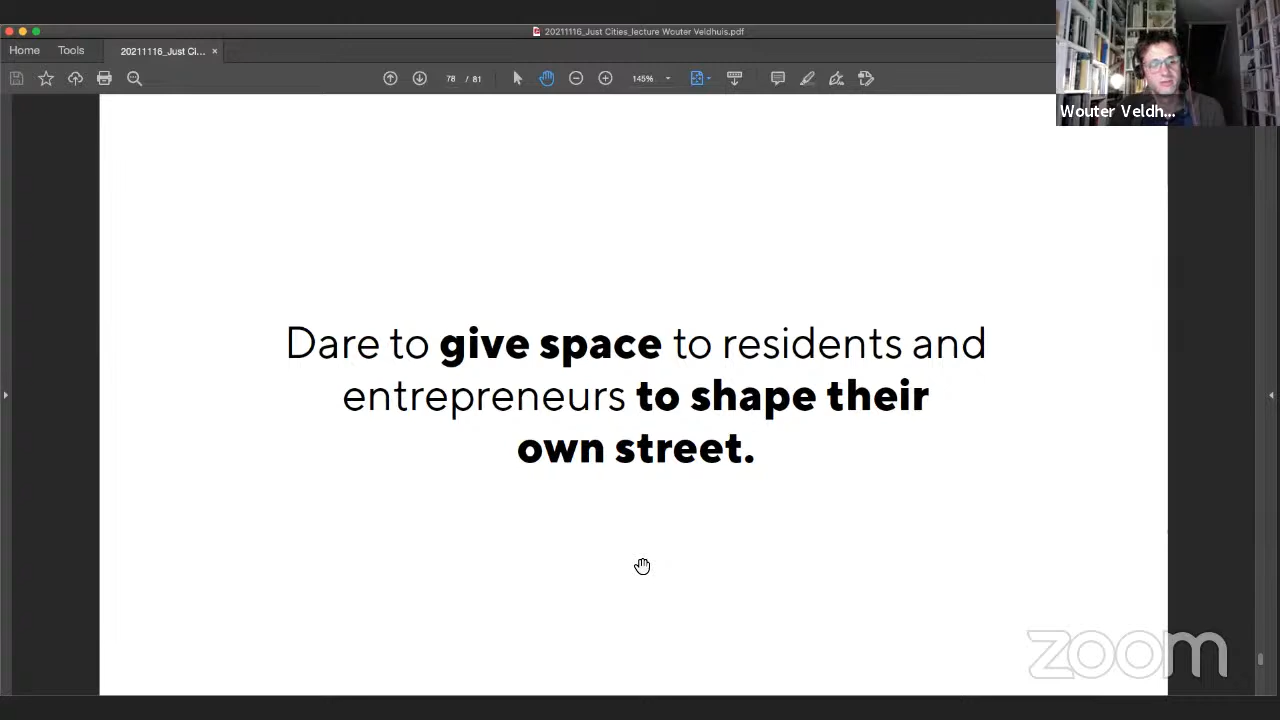 20211116_Just Cities_lecture Wouter Veldhuis.pdf
Home Tools 20211116_Just Ci... ×
78 / 81 145%
Wouter Veldh...
Dare to give space to residents and
entrepreneurs to shape their
own street.
zoom